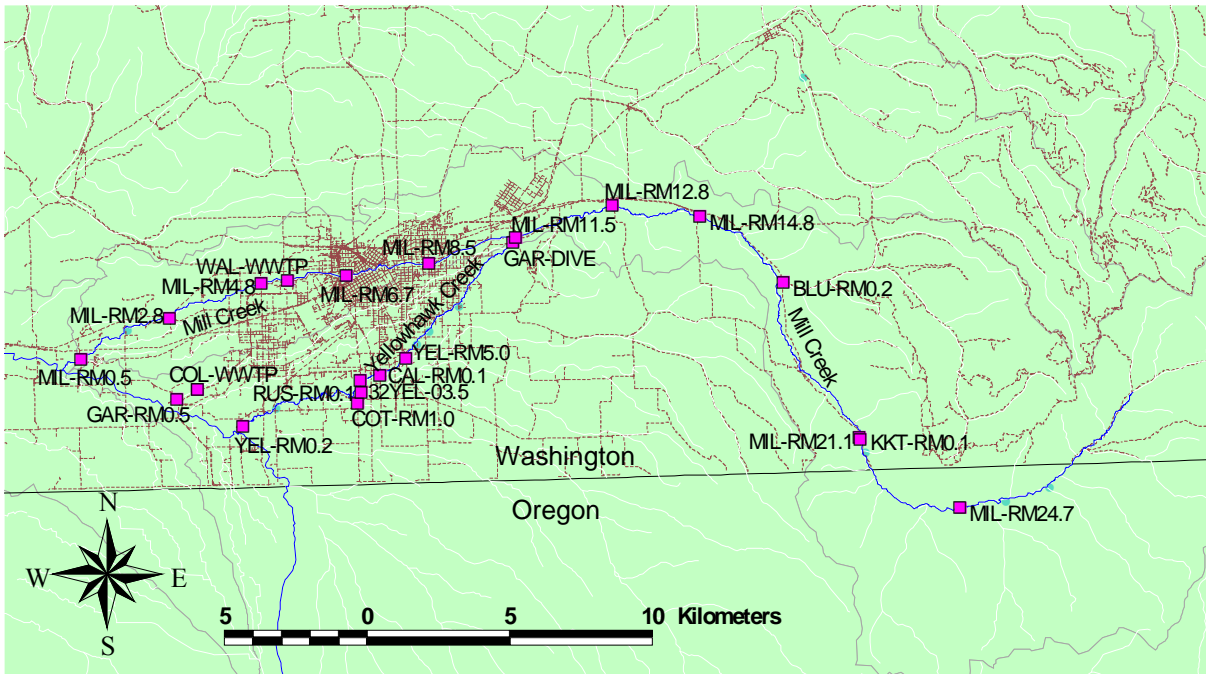 MIL-RM12.8
MIL-RM14.8
MIL-RM11.5
MIL-RM8.5
GAR-DIVE
WAL-WWTP
MIL-RM4.8
MIL-RM6.7
BLU-RM0.2
MIL-RM2.8
Mill Creek
Yellowhawk Creek
Mill Creek
YEL-RM5.0
MIL-RM0.5
COL-WWTP
CAL-RM0.1
RUS-RM0.1
32YEL-03.5
GAR-RM0.5
COT-RM1.0
YEL-RM0.2
MIL-RM21.1
KKT-RM0.1
Washington
Oregon
MIL-RM24.7
N
W
E
S
5 0 5 10 Kilometers